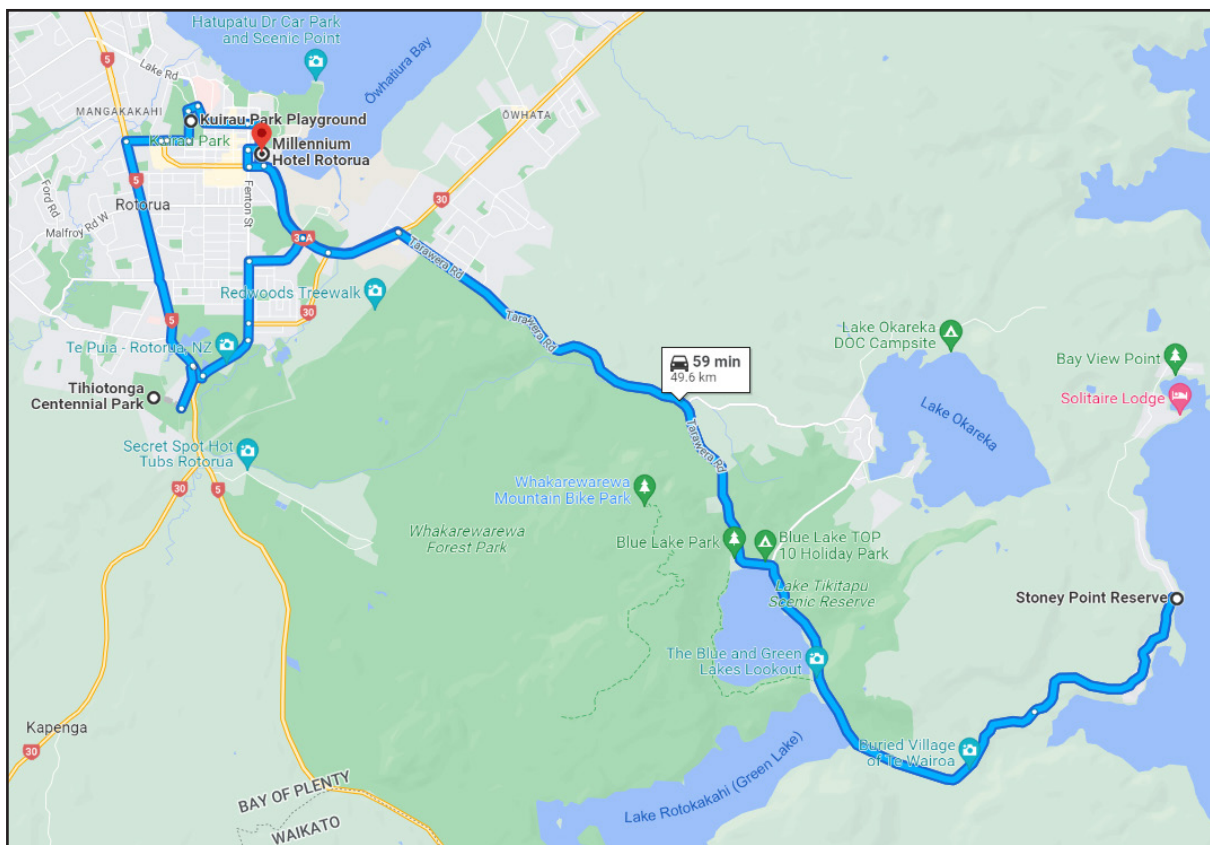 Hatupatu Dr Car Park
and Scenic Point
5
Lake Rd
Ōwhatiura Bay
MANGAKAKAHI
ŌWHATA
Kuirau Park Playground
Kuirau Park
Millennium
Hotel Rotorua
5
Ford Rd
Rotorua
Fenton St
30
Malfroy Rd W
Tarawera Rd
Redwoods Treewalk
30
5
Tarawera Rd
Te Puia - Rotorua, NZ
59 min
49.6 km
Lake Okareka
DOC Campsite
Bay View Point
Tihiotonga
Centennial Park
Solitaire Lodge
Lake Okareka
Tarawera Rd
Secret Spot Hot
Tubs Rotorua
30
5
Whakarewarewa
Mountain Bike Park
Whakarewarewa
Forest Park
Blue Lake Park
Blue Lake TOP
10 Holiday Park
Lake Tikitapu
Scenic Reserve
Stoney Point Reserve
The Blue and Green
Lakes Lookout
Kapenga
30
Buried Village
of Te Wairoa
BAY OF PLENTY
WAIKATO
Lake Rotokakahi (Green Lake)